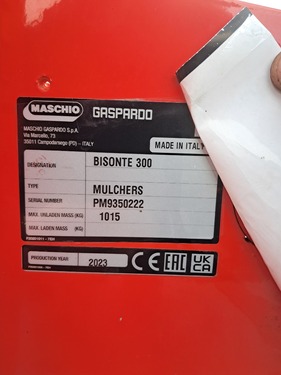 MASCHIO GASPARDO
MASCHIO GASPARDO S.p.A
Via Marcello, 73
35011 Campodarsego (PD) – ITALY
MADE IN ITALY
DESIGNATION BISONTE 300
TYPE MULCHERS
SERIAL NUMBER PM9350222
MAX. UNLADEN MASS (KG) 1015
MAX. LADEN MASS (KG)
PRODUCTION YEAR 2023
CE EAC UK CA